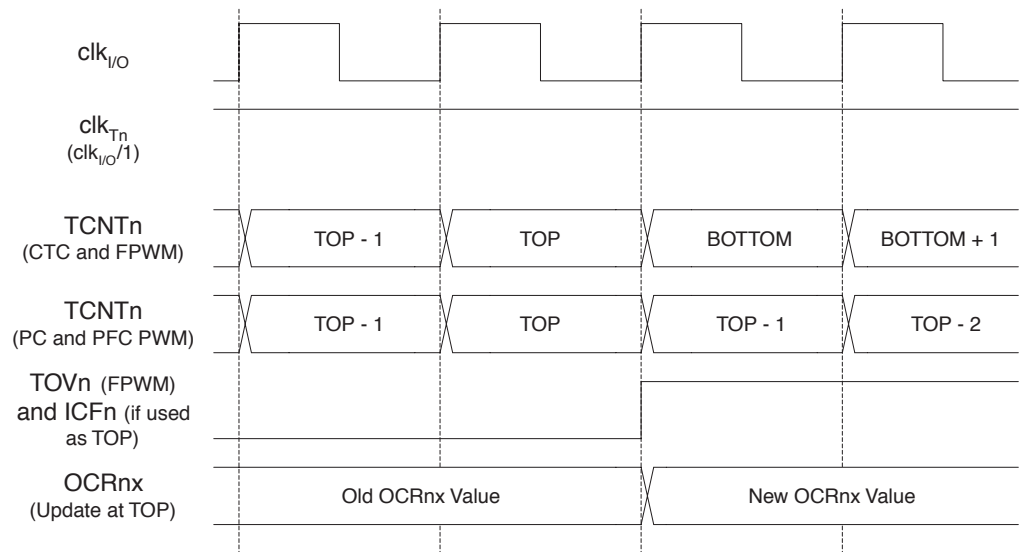 clkI/O
clkTn
(clkI/O/1)
TCNTn
(CTC and FPWM)
TOP - 1 TOP BOTTOM BOTTOM + 1
TCNTn
(PC and PFC PWM)
TOP - 1 TOP TOP - 1 TOP - 2
TOVn (FPWM)
and ICFn (if used
as TOP)
OCRnx
(Update at TOP)
Old OCRnx Value New OCRnx Value